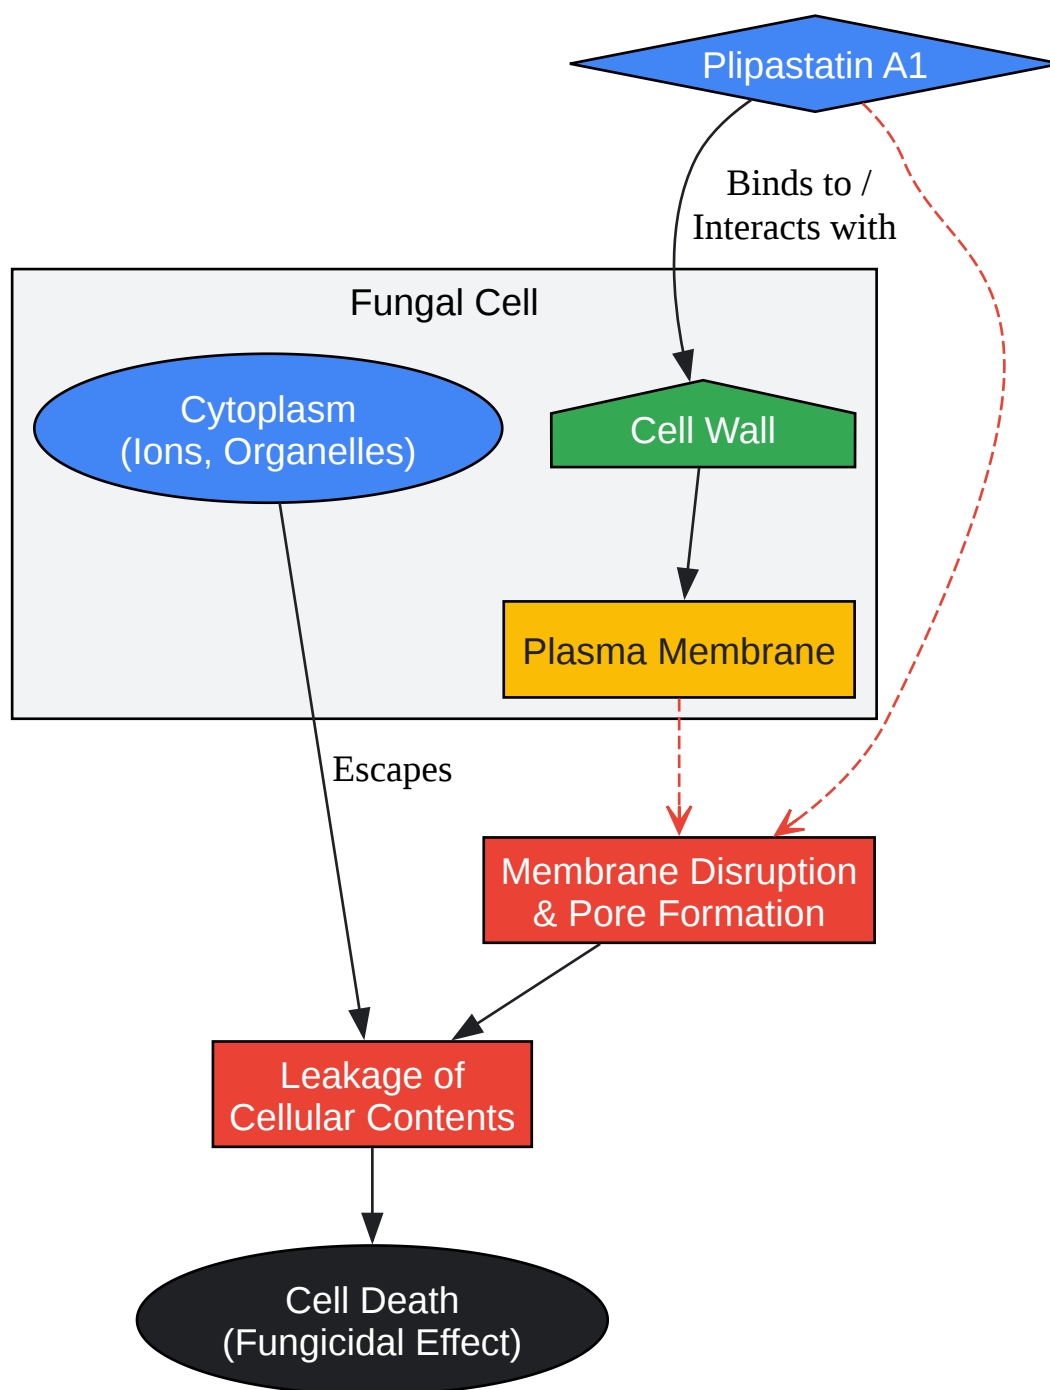 Plipastatin A1
Binds to /
Interacts with
Fungal Cell
Cytoplasm
(Ions, Organelles)
Cell Wall
Plasma Membrane
Escapes
Membrane Disruption
& Pore Formation
Leakage of
Cellular Contents
Cell Death
(Fungicidal Effect)